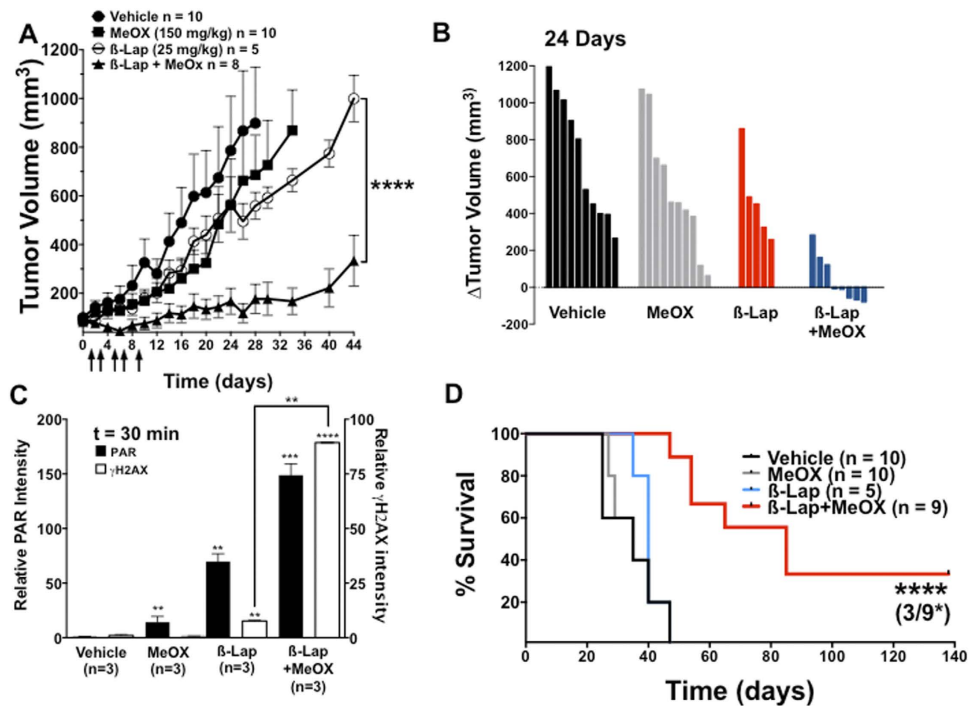 A
Vehicle n = 10
MeOX (150 mg/kg) n = 10
ß-Lap (25 mg/kg) n = 5
ß-Lap + MeOx n = 8
Tumor Volume (mm3)
1200
1000
800
600
400
200
****
0 4 8 12 16 20 24 28 32 36 40 44
Time (days)
B
24 Days
ΔTumor Volume (mm3)
1200
1000
800
600
400
200
0
-200
Vehicle
MeOX
ß-Lap
ß-Lap
+MeOX
C
t = 30 min
PAR
γH2AX
Relative PAR Intensity
200
150
100
50
0
Relative γH2AX intensity
100
75
50
25
0
**
**
**
**
***
****
Vehicle
(n=3)
MeOX
(n=3)
ß-Lap
(n=3)
ß-Lap
+MeOX
(n=3)
D
% Survival
100
80
60
40
20
Vehicle (n = 10)
MeOX (n = 10)
ß-Lap (n = 5)
ß-Lap+MeOX (n = 9)
****
(3/9*)
0 20 40 60 80 100 120 140
Time (days)